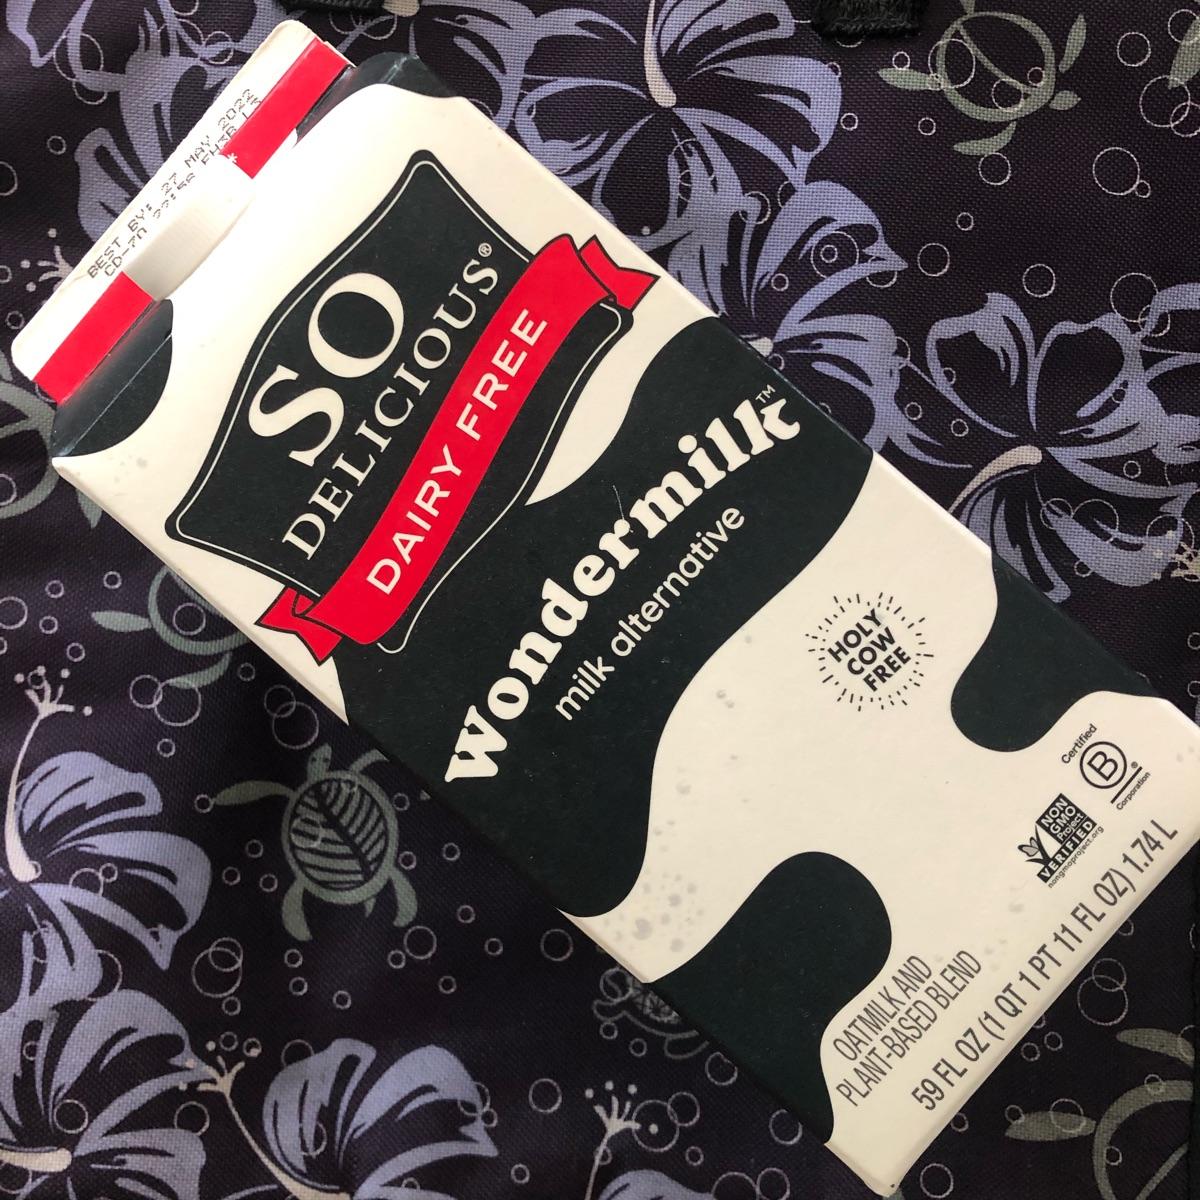 BEST BY: 27 MAY 2022
SO
DELICIOUS®
DAIRY FREE
Wondermilk™
milk alternative
HOLY
COW
FREE
Certified
B®
Corporation
NON
GMO
Project
VERIFIED
nongmoproject.org
OATMILK AND
PLANT-BASED BLEND
59 FL OZ (1 QT 1 PT 11 FL OZ) 1.74 L